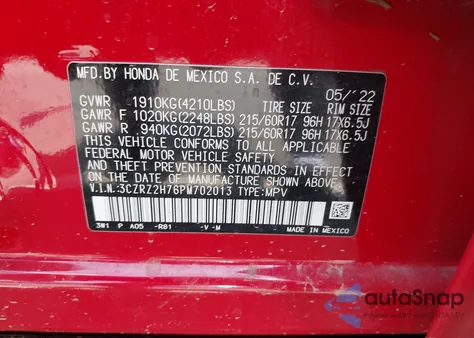 MFD.BY HONDA DE MEXICO S.A. DE C.V.
05/'22
GVWR 1910KG(4210LBS) TIRE SIZE RIM SIZE
GAWR F 1020KG(2248LBS) 215/60R17 96H 17X6.5J
GAWR R 940KG(2072LBS) 215/60R17 96H 17X6.5J
THIS VEHICLE CONFORMS TO ALL APPLICABLE
FEDERAL MOTOR VEHICLE SAFETY AND THEFT PREVENTION
STANDARDS IN EFFECT ON THE DATE OF
MANUFACTURE SHOWN ABOVE.
V.I.N:3CZRZ2H76PM702013 TYPE:MPV
3W1 P A05 -R81 -V -M
MADE IN MEXICO
autoSnap